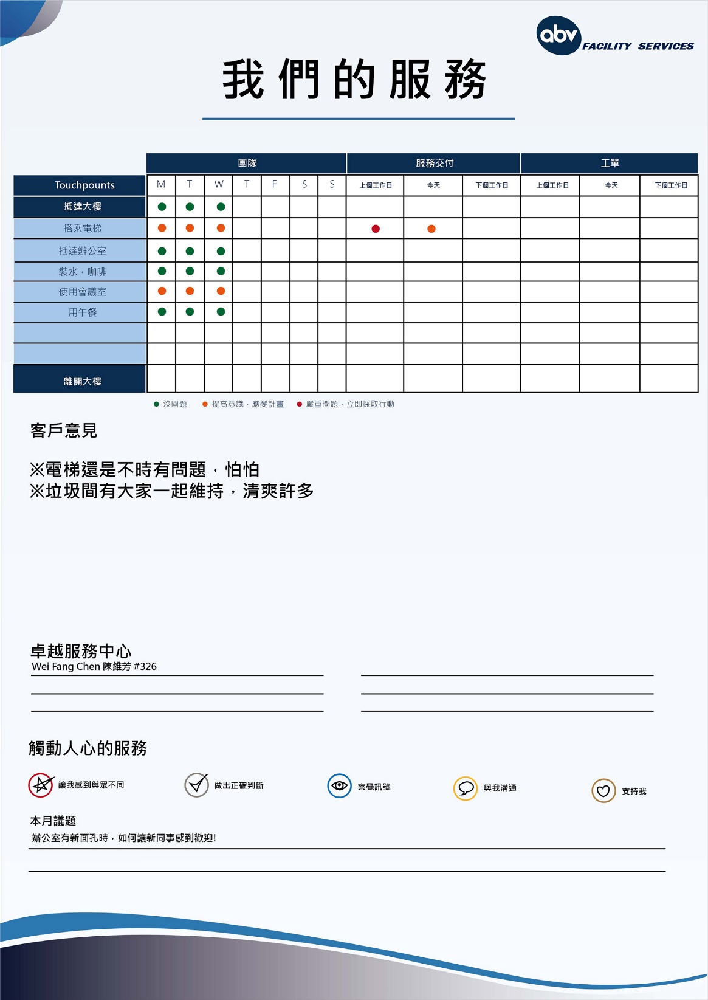 abv FACILITY SERVICES
我們的服務
團隊 服務交付 工單
Touchpounts M T W T F S S 上個工作日 今天 下個工作日 上個工作日 今天 下個工作日
抵達大樓
搭乘電梯
抵達辦公室
裝水，咖啡
使用會議室
用午餐
離開大樓
沒問題 提高意識，應變計畫 嚴重問題，立即採取行動
客戶意見
※電梯還是不時有問題，怕怕
※垃圾間有大家一起維持，清爽許多
卓越服務中心
Wei Fang Chen 陳維芳 #326
觸動人心的服務
讓我感到與眾不同 做出正確判斷 察覺訊號 與我溝通 支持我
本月議題
辦公室有新面孔時，如何讓新同事感到歡迎!